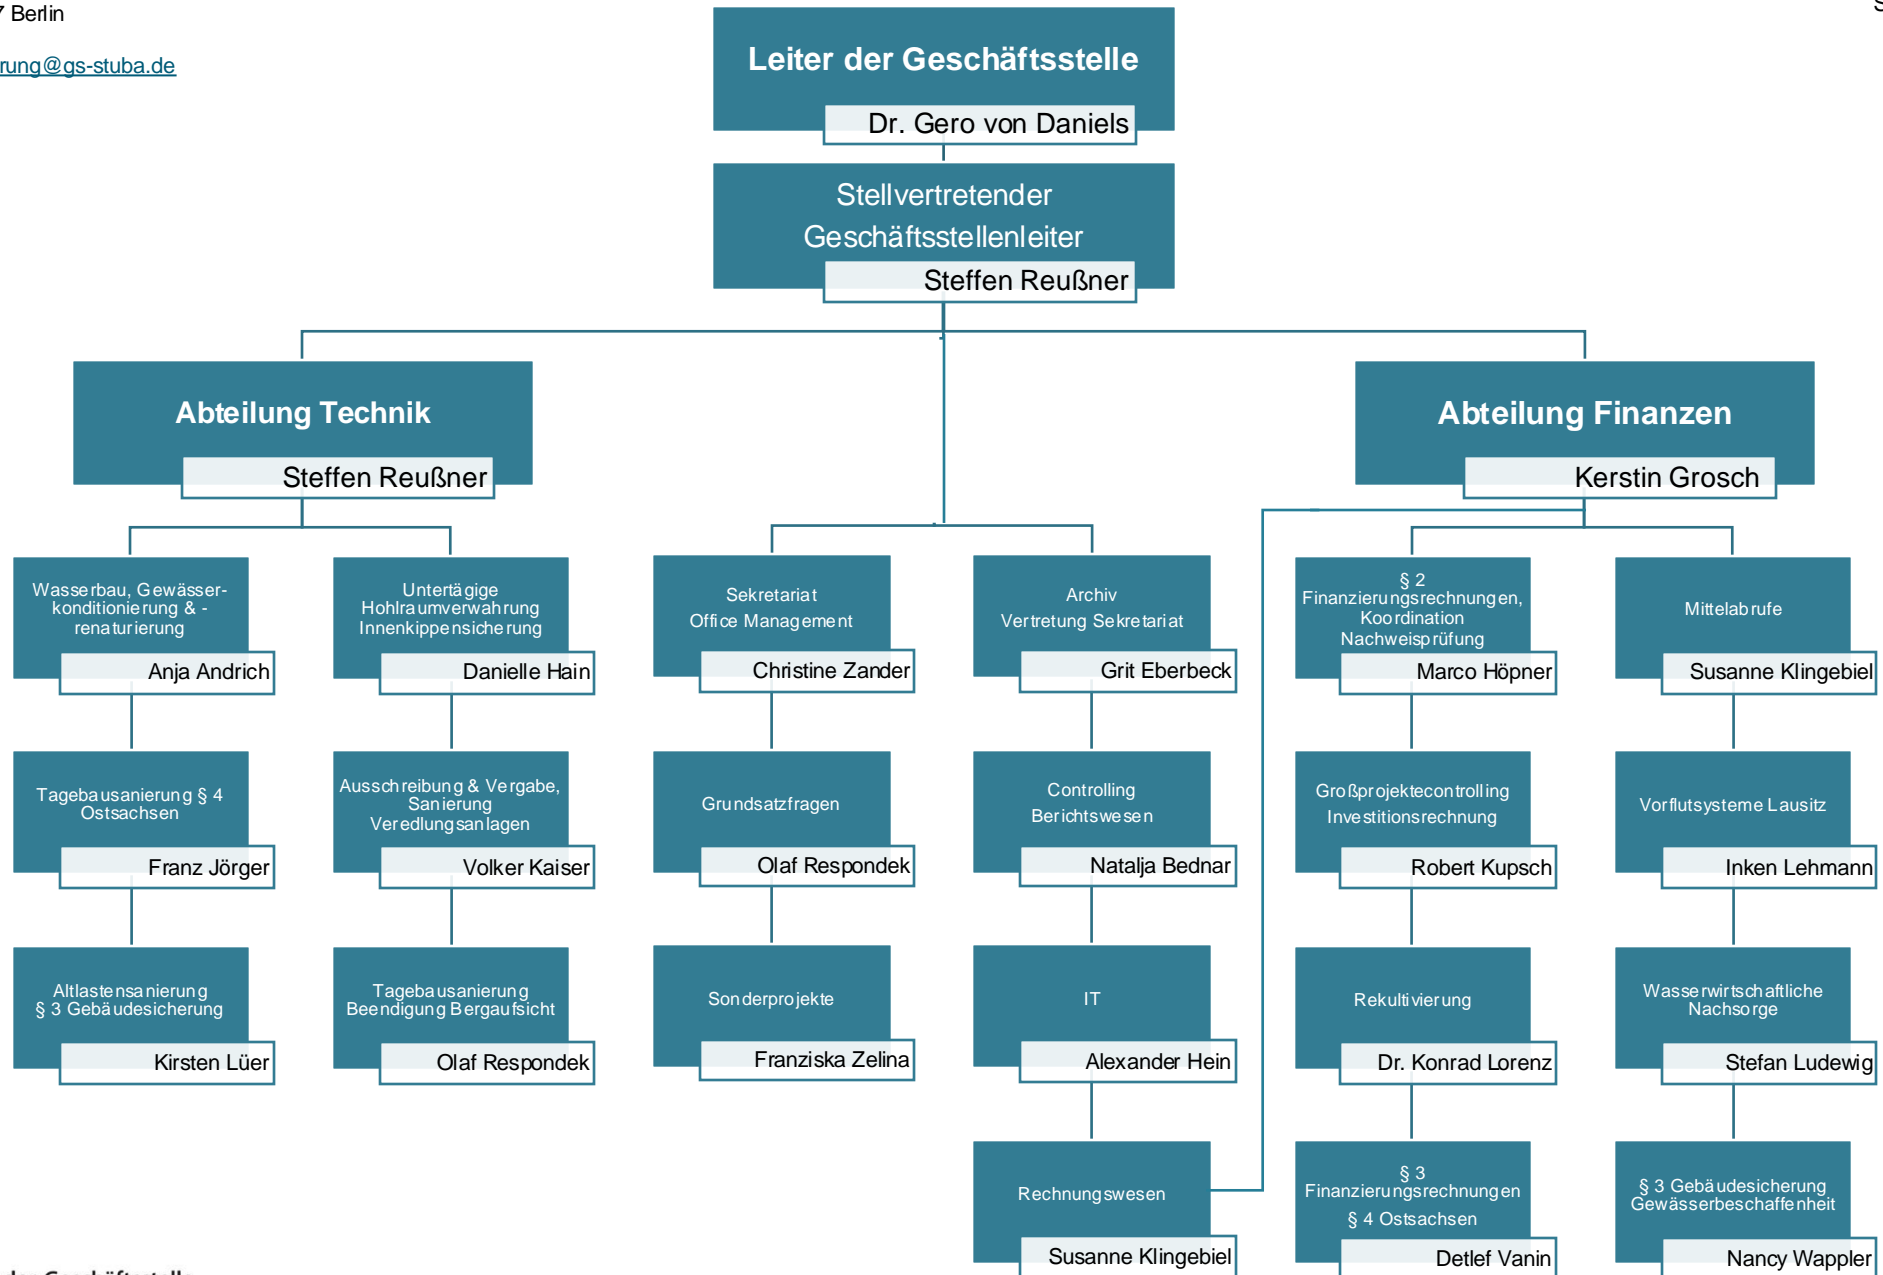 7 Berlin
rung@gs-stuba.de
Leiter der Geschäftsstelle
Dr. Gero von Daniels
Stellvertretender
Geschäftsstellenleiter
Steffen Reußner
Abteilung Technik
Steffen Reußner
Abteilung Finanzen
Kerstin Grosch
Wasserbau, Gewässer-
konditionierung & -
renaturierung
Anja Andrich
Untertägige
Hohlraumverwahrung
Innenkippensicherung
Danielle Hain
Sekretariat
Office Management
Christine Zander
Archiv
Vertretung Sekretariat
Grit Eberbeck
§ 2
Finanzierungsrechnungen,
Koordination
Nachweisprüfung
Marco Höpner
Mittelabrufe
Susanne Klingebiel
Tagebausanierung § 4
Ostsachsen
Franz Jörger
Ausschreibung & Vergabe,
Sanierung
Veredlungsanlagen
Volker Kaiser
Grundsatzfragen
Olaf Respondek
Controlling
Berichtswesen
Natalja Bednar
Großprojektecontrolling
Investitionsrechnung
Robert Kupsch
Vorflutsysteme Lausitz
Inken Lehmann
Altlastensanierung
§ 3 Gebäudesicherung
Kirsten Lüer
Tagebausanierung
Beendigung Bergaufsicht
Olaf Respondek
Sonderprojekte
Franziska Zelina
IT
Alexander Hein
Rekultivierung
Dr. Konrad Lorenz
Wasserwirtschaftliche
Nachsorge
Stefan Ludewig
Rechnungswesen
Susanne Klingebiel
§ 3
Finanzierungsrechnungen
§ 4 Ostsachsen
Detlef Vanin
§ 3 Gebäudesicherung
Gewässerbeschaffenheit
Nancy Wappler